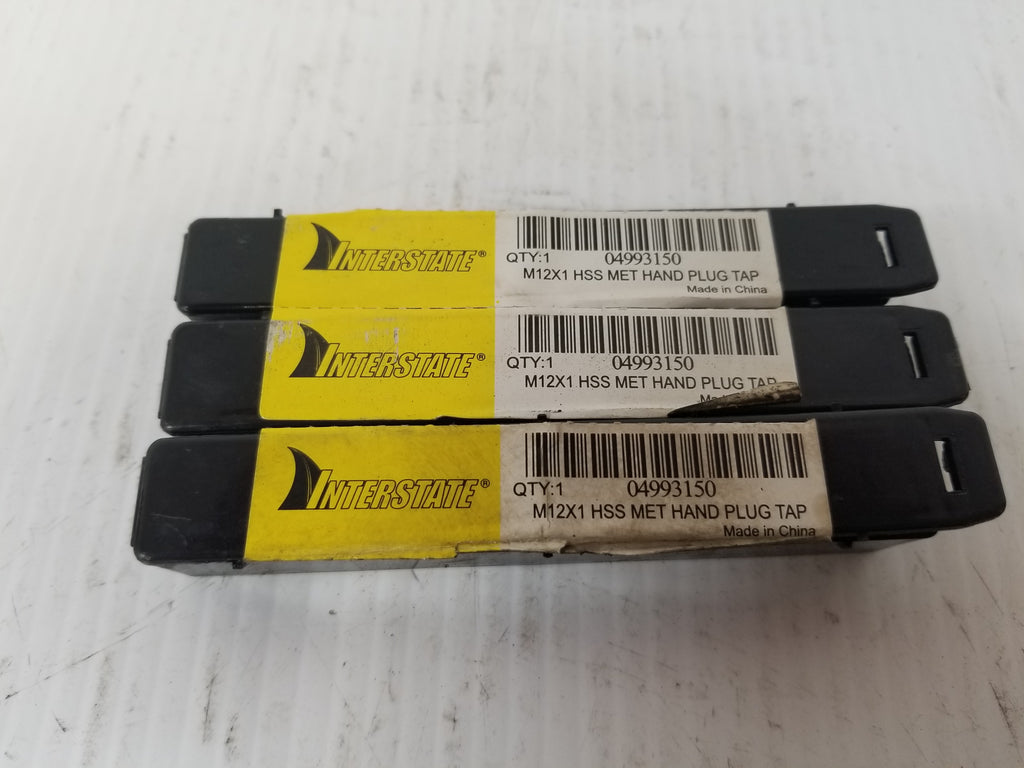 INTERSTATE®
QTY:1 04993150
M12X1 HSS MET HAND PLUG TAP
Made in China
INTERSTATE®
QTY:1 04993150
M12X1 HSS MET HAND PLUG TAP
INTERSTATE®
QTY:1 04993150
M12X1 HSS MET HAND PLUG TAP
Made in China